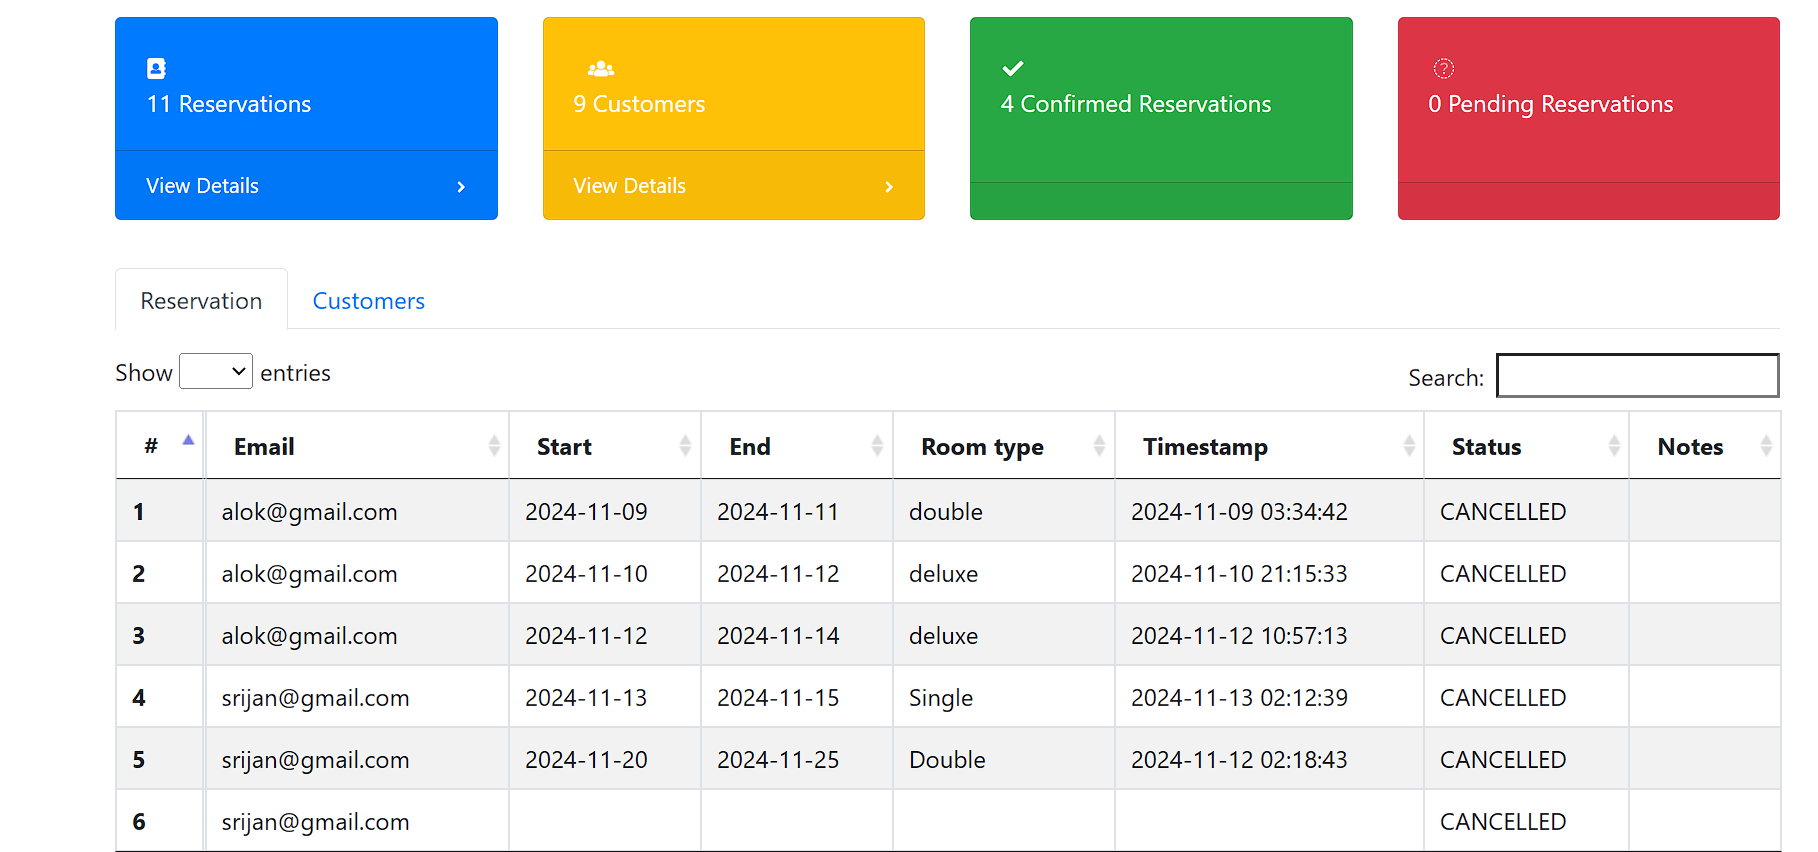 11 Reservations
9 Customers
4 Confirmed Reservations
0 Pending Reservations
View Details
View Details
Reservation Customers
Show entries
Search:
# Email Start End Room type Timestamp Status Notes
1 alok@gmail.com 2024-11-09 2024-11-11 double 2024-11-09 03:34:42 CANCELLED
2 alok@gmail.com 2024-11-10 2024-11-12 deluxe 2024-11-10 21:15:33 CANCELLED
3 alok@gmail.com 2024-11-12 2024-11-14 deluxe 2024-11-12 10:57:13 CANCELLED
4 srijan@gmail.com 2024-11-13 2024-11-15 Single 2024-11-13 02:12:39 CANCELLED
5 srijan@gmail.com 2024-11-20 2024-11-25 Double 2024-11-12 02:18:43 CANCELLED
6 srijan@gmail.com CANCELLED